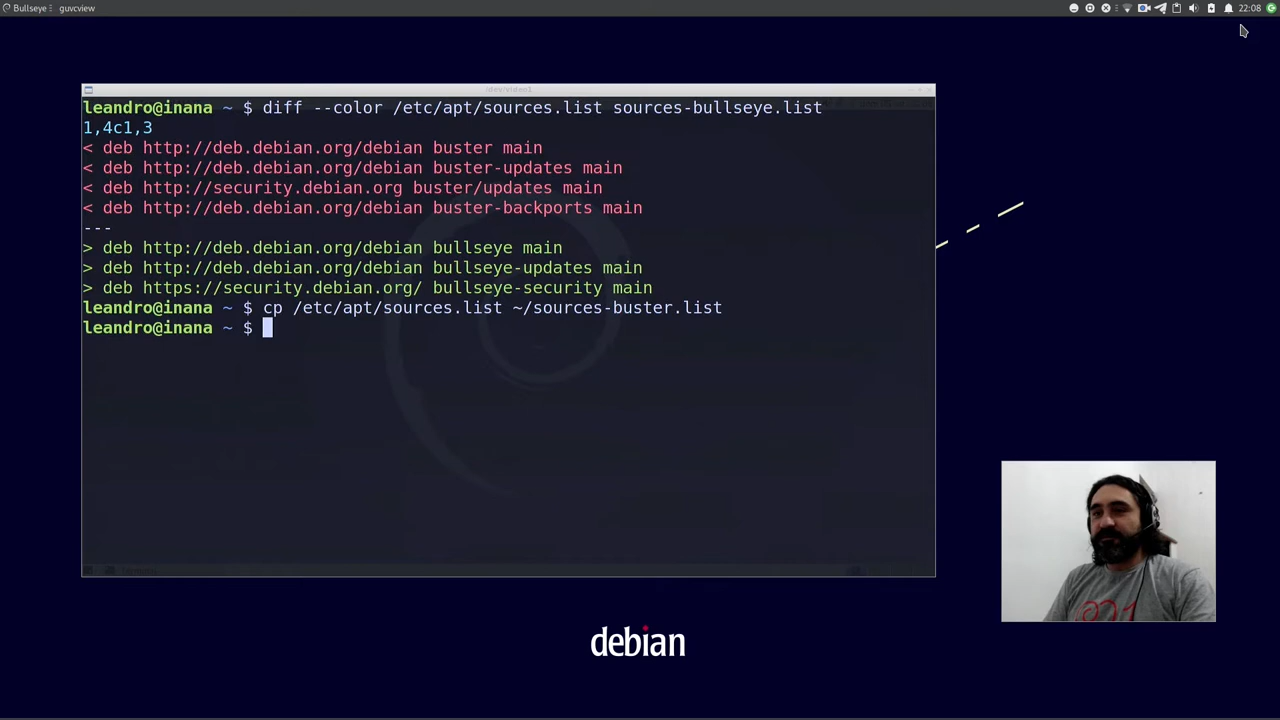 Bullseye guvcview 22:08
/dev/video1
leandro@inana ~ $ diff --color /etc/apt/sources.list sources-bullseye.list
1,4c1,3
< deb http://deb.debian.org/debian buster main
< deb http://deb.debian.org/debian buster-updates main
< deb http://security.debian.org buster/updates main
< deb http://deb.debian.org/debian buster-backports main
---
> deb http://deb.debian.org/debian bullseye main
> deb http://deb.debian.org/debian bullseye-updates main
> deb https://security.debian.org/ bullseye-security main
leandro@inana ~ $ cp /etc/apt/sources.list ~/sources-buster.list
leandro@inana ~ $
debian